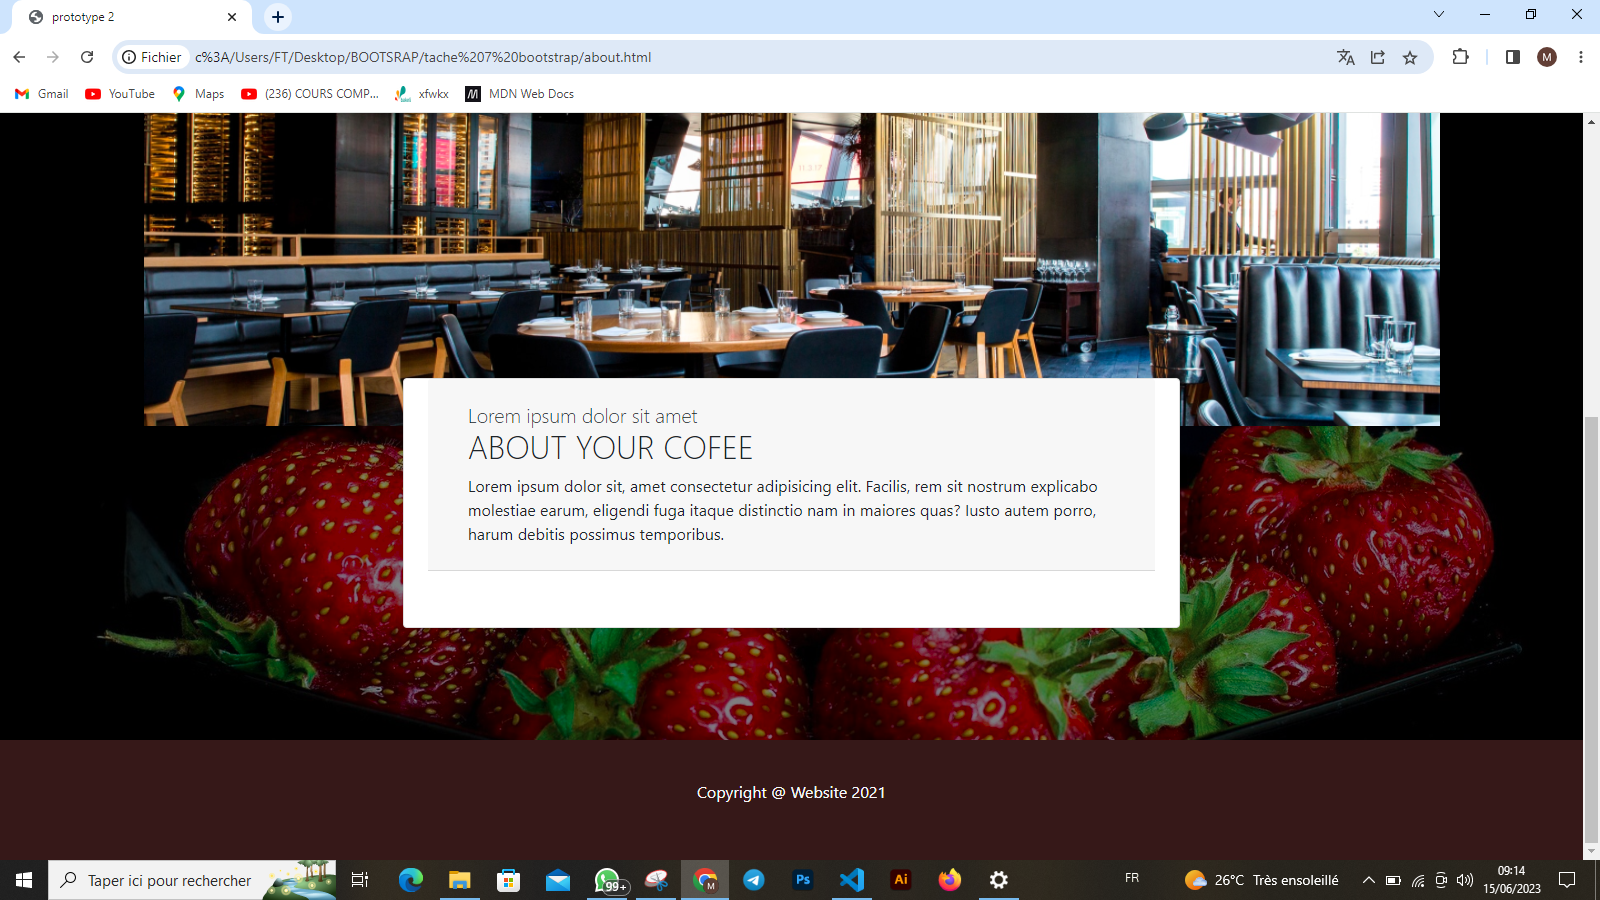 prototype 2
Fichier c%3A/Users/FT/Desktop/BOOTSRAP/tache%207%20bootstrap/about.html
M
Gmail YouTube Maps (236) COURS COMP... xfwkx MDN Web Docs
Lorem ipsum dolor sit amet
ABOUT YOUR COFEE
Lorem ipsum dolor sit, amet consectetur adipisicing elit. Facilis, rem sit nostrum explicabo
molestiae earum, eligendi fuga itaque distinctio nam in maiores quas? Iusto autem porro,
harum debitis possimus temporibus.
Copyright @ Website 2021
Taper ici pour rechercher
99+
M
Ps
Ai
FR
26°C Très ensoleillé
09:14
15/06/2023